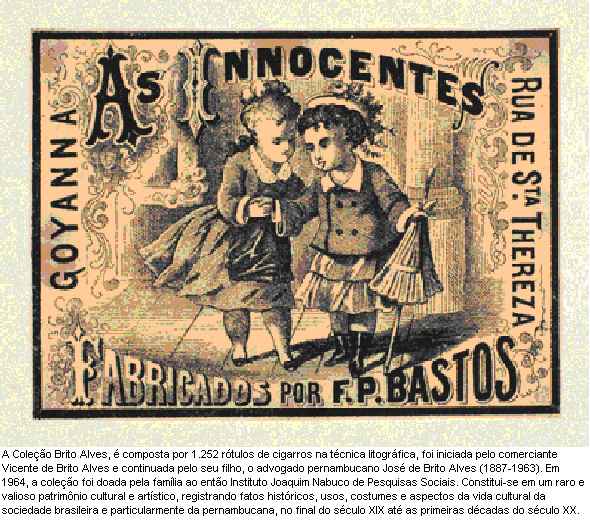 As Innocentes
GOYANNA
RUA DE STA. THEREZA
FABRICADOS POR F. P. BASTOS
A Coleção Brito Alves, é composta por 1.252 rótulos de cigarros na técnica litográfica, foi iniciada pelo comerciante
Vicente de Brito Alves e continuada pelo seu filho, o advogado pernambucano José de Brito Alves (1887-1963). Em
1964, a coleção foi doada pela família ao então Instituto Joaquim Nabuco de Pesquisas Sociais. Constitui-se em um raro e
valioso patrimônio cultural e artístico, registrando fatos históricos, usos, costumes e aspectos da vida cultural da
sociedade brasileira e particularmente da pernambucana, no final do século XIX até as primeiras décadas do século XX.